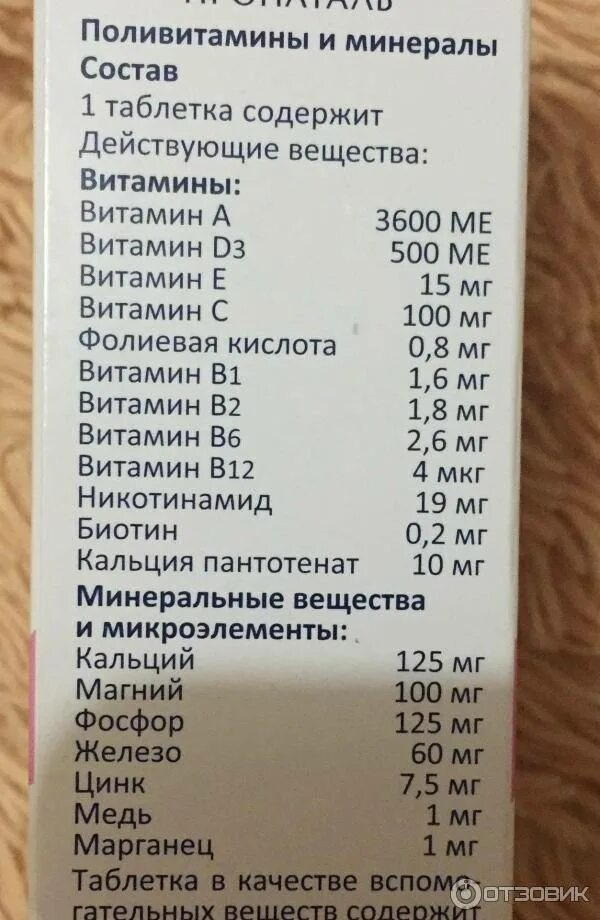 Поливитамины и минералы
Состав
1 таблетка содержит
Действующие вещества:
Витамины:
Витамин А 3600 МЕ
Витамин D3 500 МЕ
Витамин Е 15 мг
Витамин С 100 мг
Фолиевая кислота 0,8 мг
Витамин В1 1,6 мг
Витамин В2 1,8 мг
Витамин В6 2,6 мг
Витамин В12 4 мкг
Никотинамид 19 мг
Биотин 0,2 мг
Кальция пантотенат 10 мг
Минеральные вещества
и микроэлементы:
Кальций 125 мг
Магний 100 мг
Фосфор 125 мг
Железо 60 мг
Цинк 7,5 мг
Медь 1 мг
Марганец 1 мг
Таблетка в качестве вспомо-
гательных веществ содержит
ОТЗОВИК